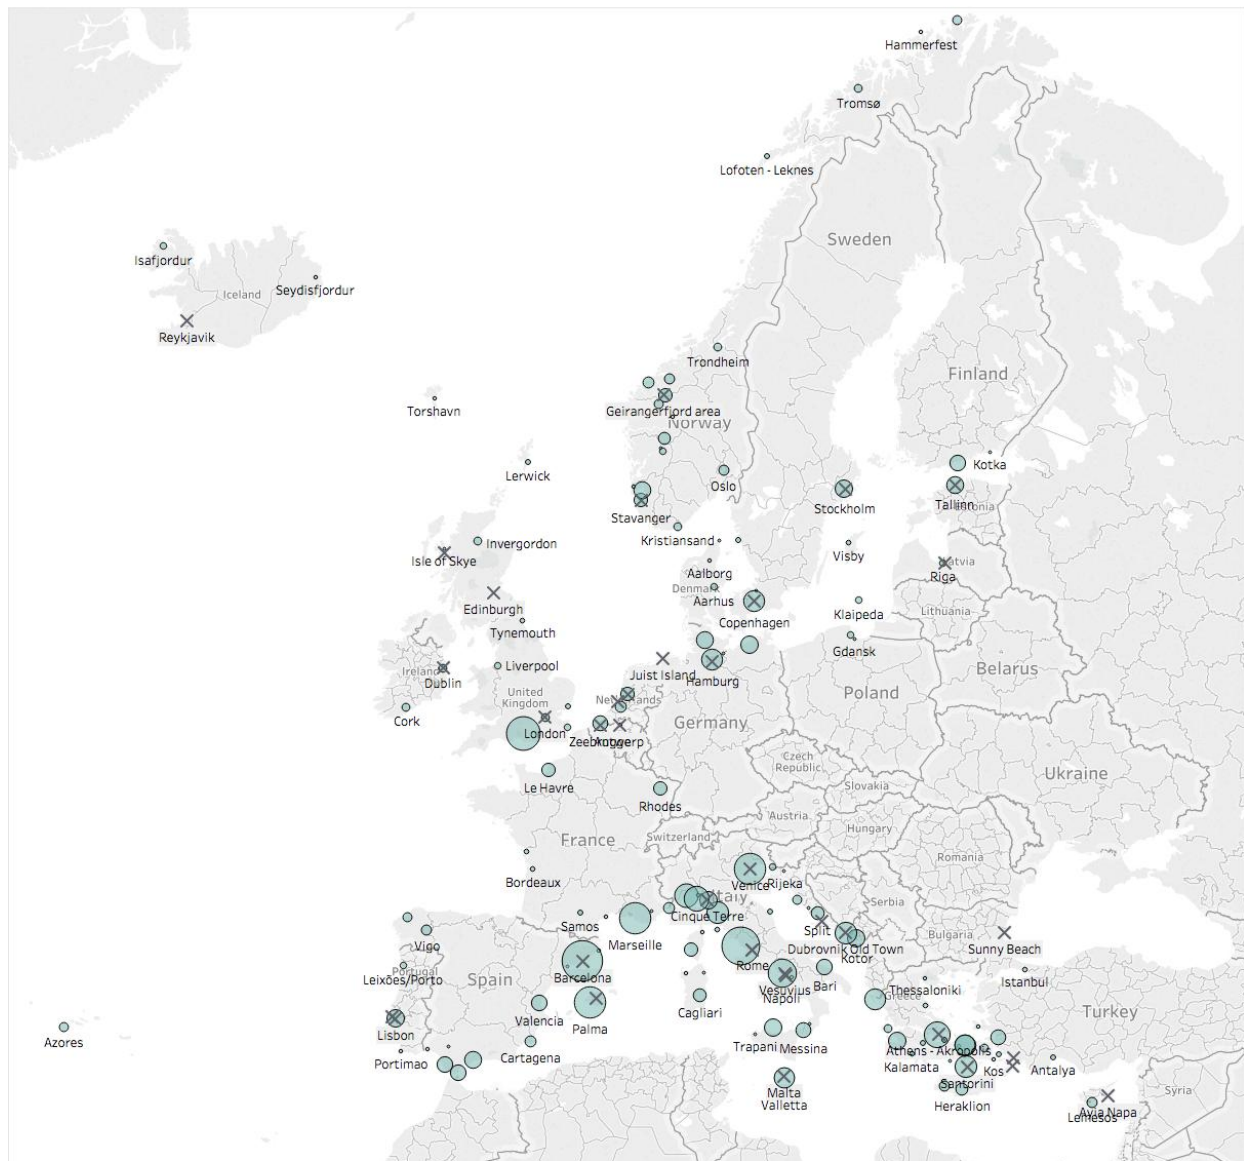 Hammerfest
Tromsø
Lofoten - Leknes
Sweden
Isafjordur
Iceland
Seydisfjordur
Reykjavik
Trondheim
Finland
Torshavn
Geirangerfjord area
Norway
Kotka
Lerwick
Oslo
Stockholm
Tallinn
Stavanger
Kristiansand
Invergordon
Visby
Isle of Skye
Aalborg
Riga
Denmark
Edinburgh
Aarhus
Lithuania
Klaipeda
Tynemouth
Copenhagen
Gdansk
Liverpool
Ireland
Juist Island
Belarus
Dublin
Hamburg
United
Kingdom
Poland
Cork
Germany
London
Zeebrugge
Antwerp
Czech
Republic
Ukraine
Le Havre
Slovakia
Rhodes
Austria
France
Switzerland
Hungary
Romania
Bordeaux
Venice
Rijeka
Italy
Serbia
Samos
Cinque Terre
Marseille
Split
Bulgaria
Vigo
Dubrovnik Old Town
Sunny Beach
Kotor
Rome
Portugal
Leixões/Porto
Spain
Barcelona
Bari
Istanbul
Vesuvius
Napoli
Thessaloniki
Greece
Cagliari
Turkey
Valencia
Palma
Azores
Lisbon
Trapani
Messina
Cartagena
Athens - Akropolis
Portimao
Kalamata
Kos
Antalya
Santorini
Malta
Valletta
Syria
Heraklion
Ayia Napa
Lemesos